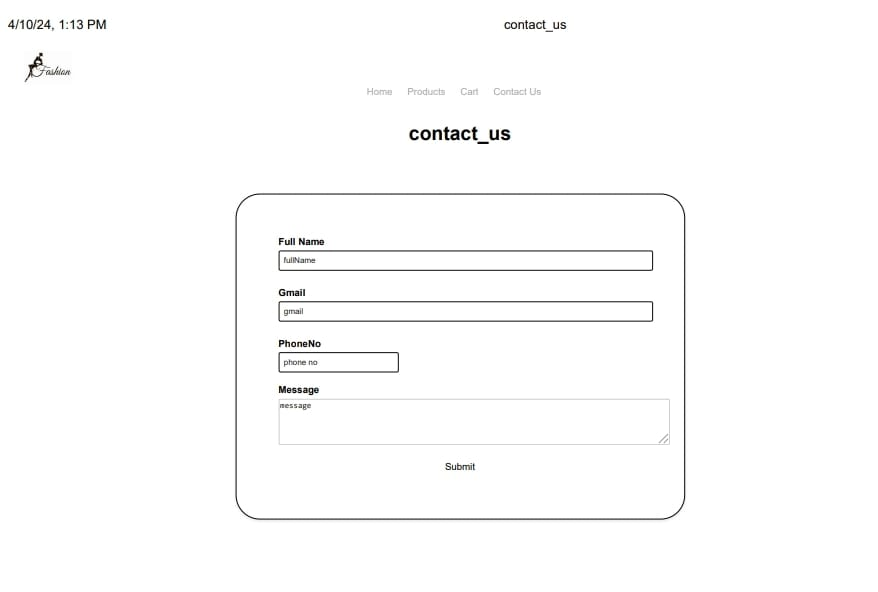 4/10/24, 1:13 PM contact_us
Fashion
Home Products Cart Contact Us
contact_us
Full Name
fullName
Gmail
gmail
PhoneNo
phone no
Message
message
Submit